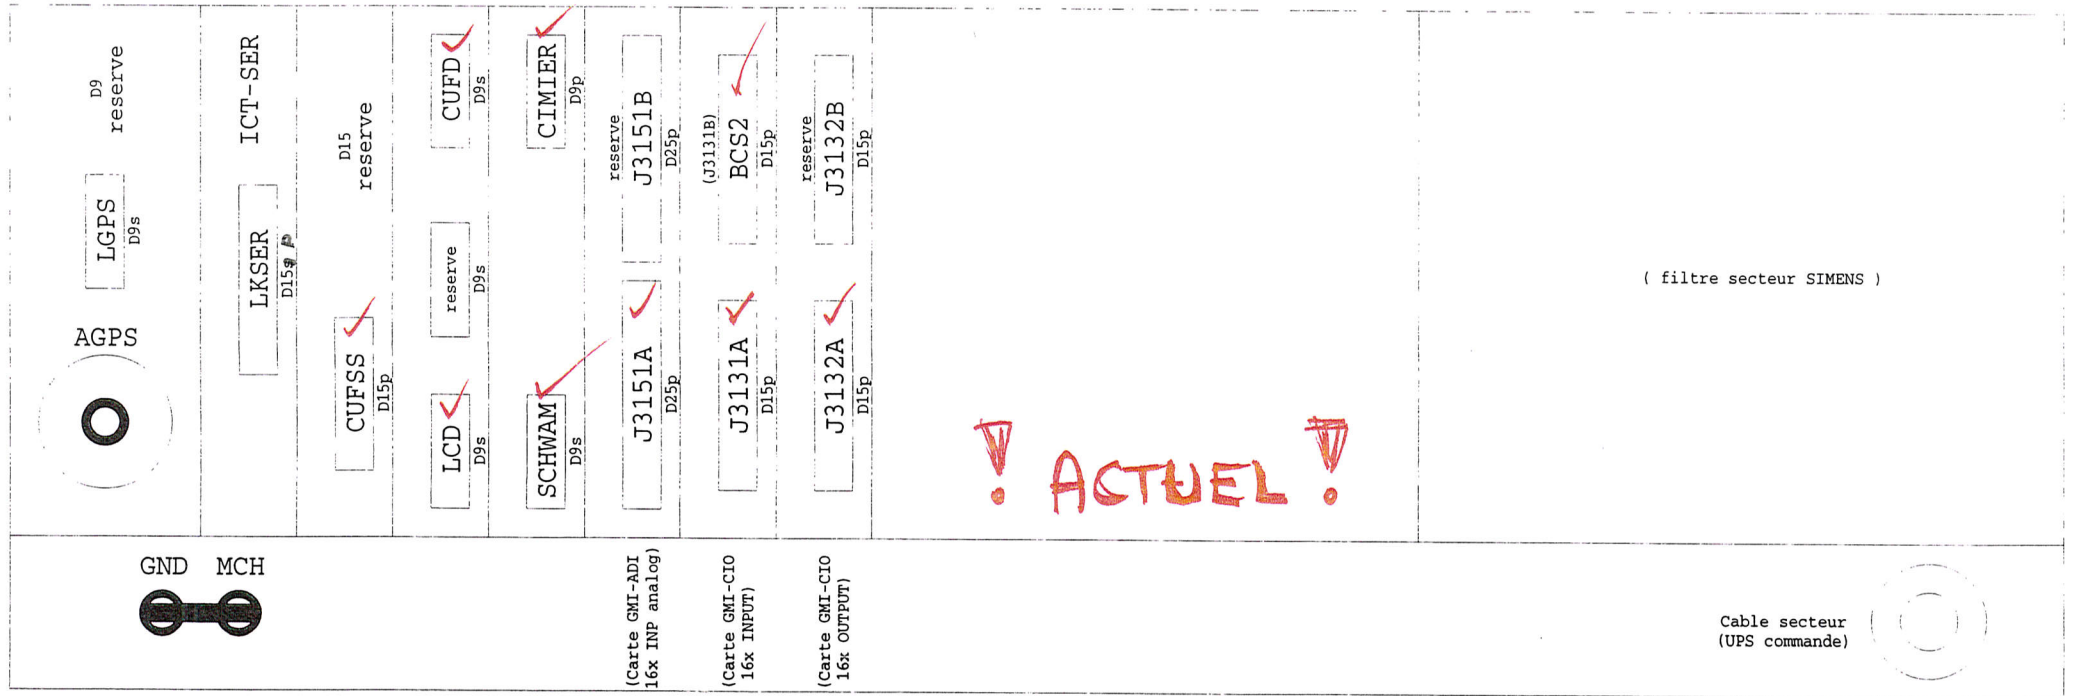 D9
reserve
LGPS
D9s
AGPS
ICT-SER
LKSER
D15s P
D15
reserve
CUFSS
D15p
CUFD
D9s
reserve
D9s
LCD
D9s
CIMIER
D9p
SCHWAM
D9s
reserve
J3151B
D25p
J3151A
D25p
(J3131B)
BCS2
D15p
J3131A
D15p
reserve
J3132B
D15p
J3132A
D15p
! ACTUEL !
( filtre secteur SIMENS )
GND MCH
(Carte GMI-ADI
16x INP analog)
(Carte GMI-CIO
16x INPUT)
(Carte GMI-CIO
16x OUTPUT)
Cable secteur
(UPS commande)